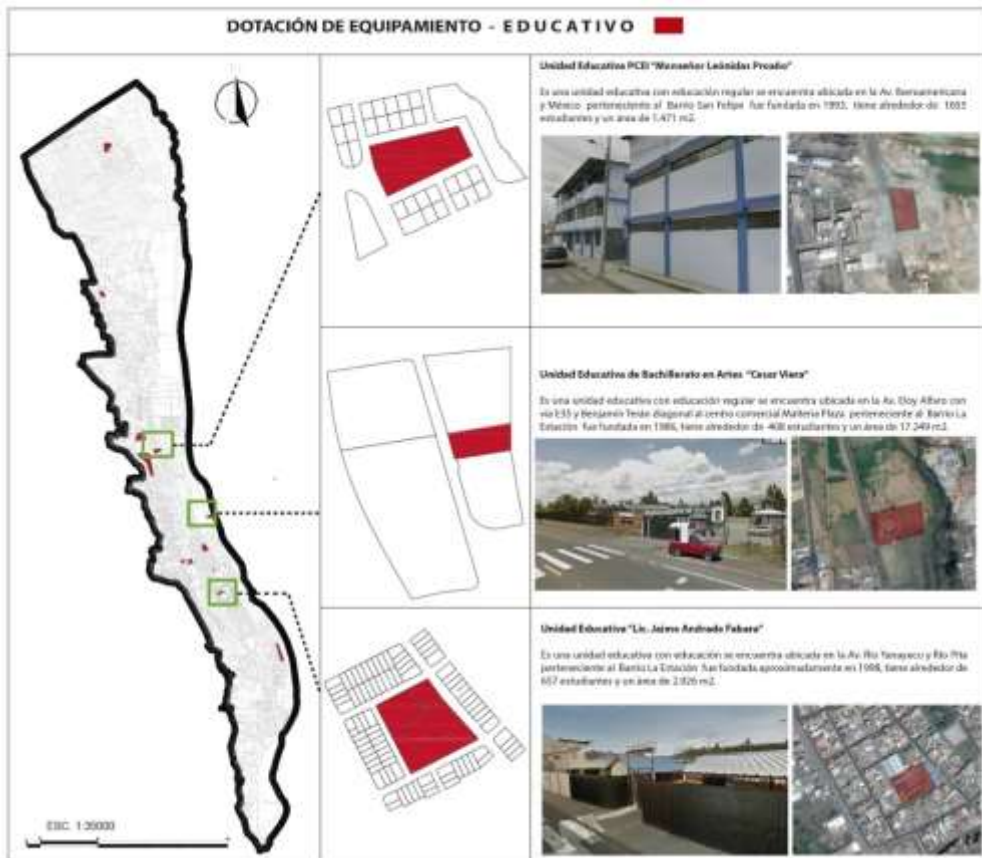 DOTACIÓN DE EQUIPAMIENTO - EDUCATIVO
Unidad Educativa PCEI "Monseñor Leónidas Proaño"
Es una unidad educativa con educación regular se encuentra ubicada en la Av. Iberoamericana
y México perteneciente al Barrio San Felipe fue fundada en 1993, tiene alrededor de
estudiantes y un área de 1.471 m2.
Unidad Educativa de Bachillerato en Artes "Cesar Viera"
Es una unidad educativa con educación regular se encuentra ubicada en la Av. Eloy Alfaro con
vía E35 y Benjamín Terán diagonal al centro comercial Maltería Plaza perteneciente al Barrio La
Estación fue fundada en 1986, tiene alrededor de 408 estudiantes y un área de 17.249 m2.
Unidad Educativa "Lic. Jaime Andrade Fabara"
Es una unidad educativa con educación se encuentra ubicada en la Av. Río Yanayacu y Río Pita
perteneciente al Barrio La Estación fue fundada aproximadamente en 1998, tiene alrededor de
657 estudiantes y un área de 2.926 m2.
ESC. 1:35000